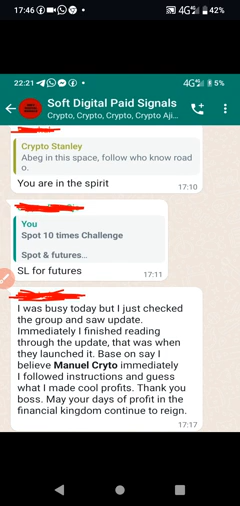 17:46
4G
42%
22:21
4G
5%
Soft Digital Paid Signals
Crypto, Crypto, Crypto, Crypto Aji...
Crypto Stanley
Abeg in this space, follow who know road
o.
You are in the spirit
17:10
You
Spot 10 times Challenge
Spot & futures...
SL for futures
17:11
I was busy today but I just checked
the group and saw update.
Immediately I finished reading
through the update, that was when
they launched it. Base on say I
believe Manuel Cryto immediately
I followed instructions and guess
what I made cool profits. Thank you
boss. May your days of profit in the
financial kingdom continue to reign.
17:17